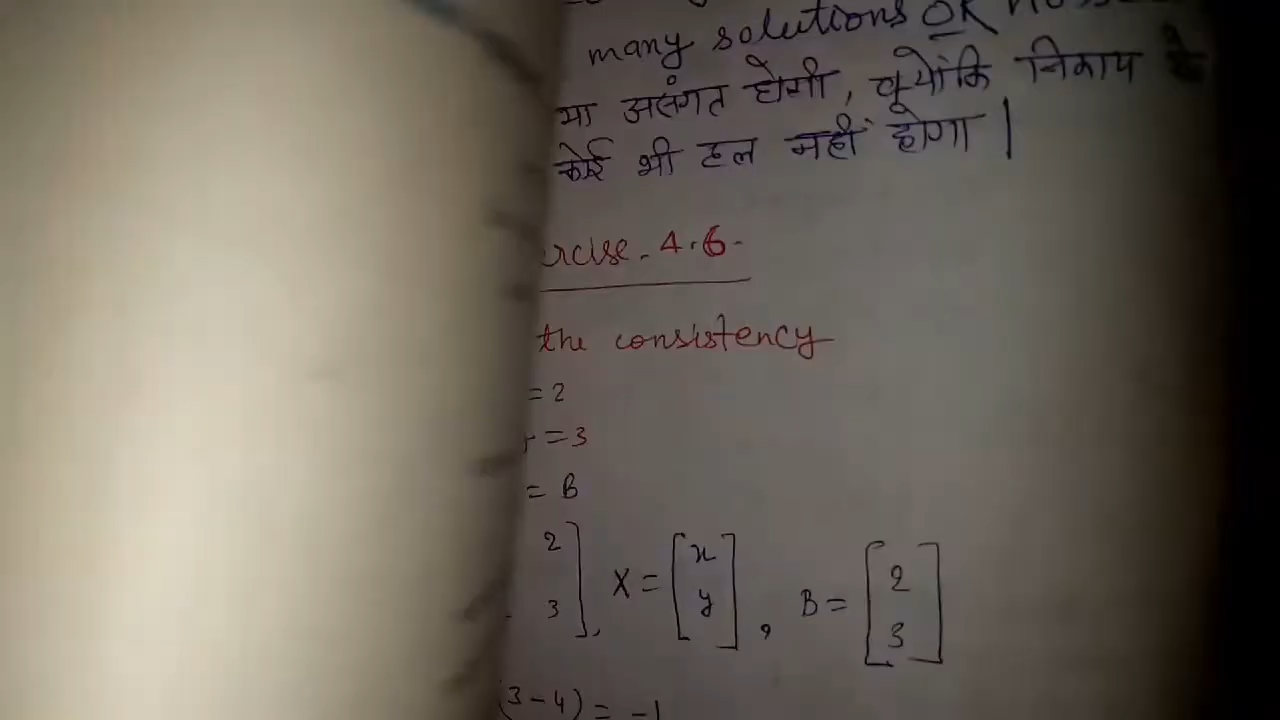 many solutions OR
या असंगत होगी, क्योंकि निकाय के
कोई भी हल नहीं होगा |
rcise. 4.6.
the consistency
= 2
= 3
= B
2
3 ], X = [ x y ], B = [ 2 3 ]
(3-4) = -1